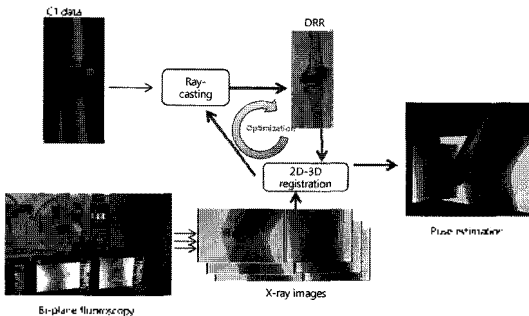 CT data
DRR
Ray-
casting
Optimization
2D-3D
registration
Pose estimation
X-ray images
Bi-plane fluoroscopy